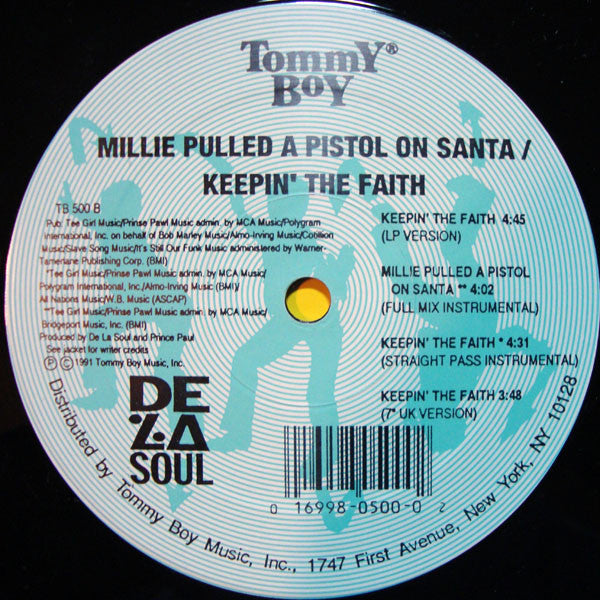 Tommy® 
Boy
MILLIE PULLED A PISTOL ON SANTA /
KEEPIN' THE FAITH
TB 500 B
Pub: Tee Girl Music/Prinse Pawl Music admin. by MCA Music/Polygram
International, Inc. on behalf of Bob Marley Music/Almo-Irving Music/Cotillion
Music/Slave Song Music/It's Still Our Funk Music administered by Warner-
Tamerlane Publishing Corp. (BMI)
*Tee Girl Music/Prinse Pawl Music admin. by MCA Music/
Polygram International, Inc./Almo-Irving Music (BMI)/
All Nations Music/W.B. Music (ASCAP)
**Tee Girl Music/Prinse Pawl Music admin. by MCA Music/
Bridgeport Music, Inc. (BMI)
Produced by De La Soul and Prince Paul
See jacket for writer credits
Ⓟ © 1991 Tommy Boy Music, Inc.
KEEPIN' THE FAITH 4:45
(LP VERSION)
MILLIE PULLED A PISTOL
ON SANTA ** 4:02
(FULL MIX INSTRUMENTAL)
KEEPIN' THE FAITH * 4:31
(STRAIGHT PASS INSTRUMENTAL)
KEEPIN' THE FAITH 3:48
(7" UK VERSION)
DE
LA
SOUL
0 16998-0500-0 2
Distributed by Tommy Boy Music, Inc., 1747 First Avenue, New York, NY 10128